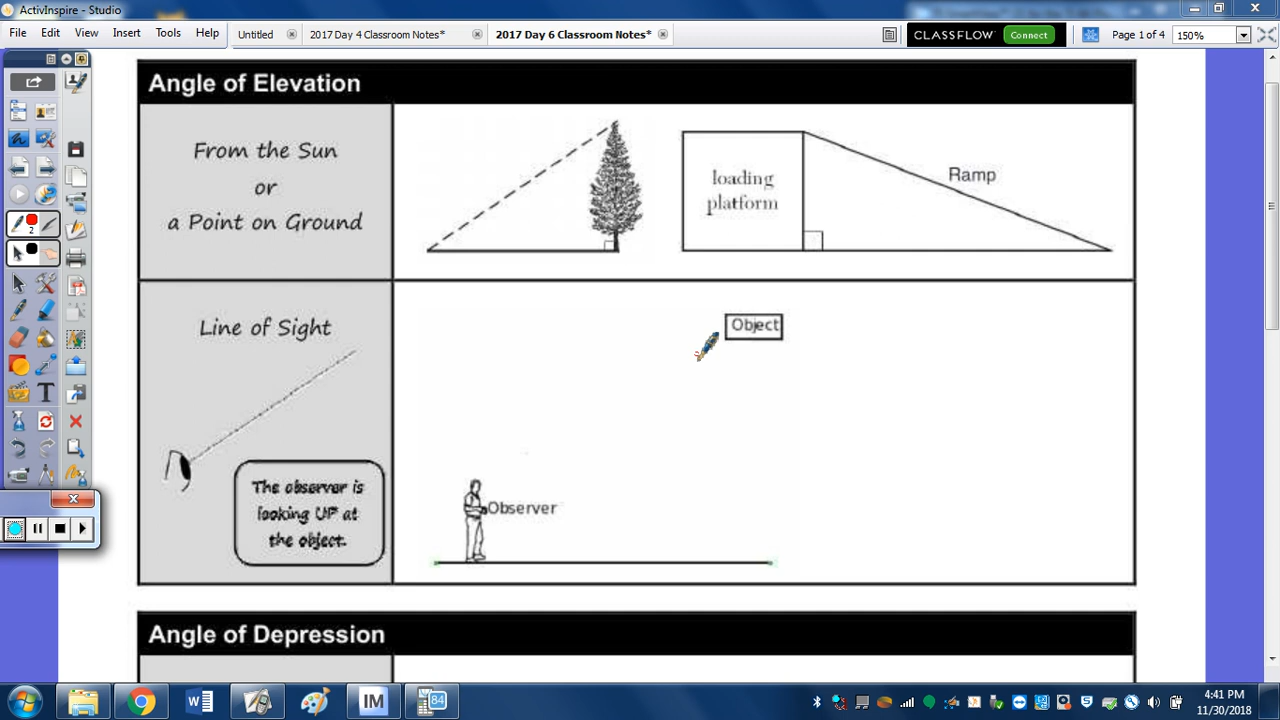 ActivInspire - Studio
File Edit View Insert Tools Help
Untitled
2017 Day 4 Classroom Notes*
2017 Day 6 Classroom Notes*
CLASSFLOW Connect
Page 1 of 4
150%
Angle of Elevation
From the Sun
or
a Point on Ground
loading
platform
Ramp
Line of Sight
The observer is
looking UP at
the object.
Object
Observer
Angle of Depression
2
T
W
IM
84
4:41 PM
11/30/2018